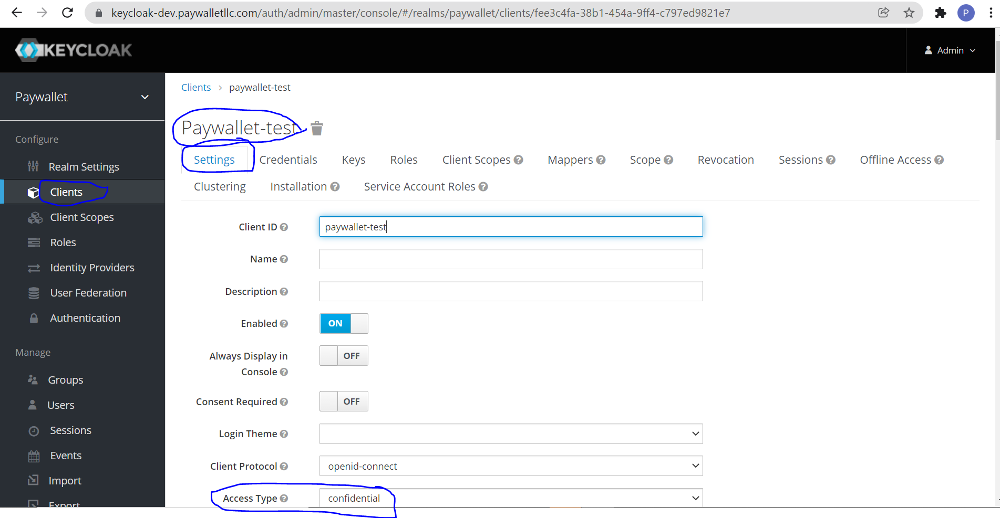 keycloak-dev.paywalletllc.com/auth/admin/master/console/#/realms/paywallet/clients/fee3c4fa-38b1-454a-9ff4-c797ed9821e7
P
KEYCLOAK
Admin
Paywallet
Configure
Realm Settings
Clients
Client Scopes
Roles
Identity Providers
User Federation
Authentication
Manage
Groups
Users
Sessions
Events
Import
Export
Clients > paywallet-test
Paywallet-test
Settings Credentials Keys Roles Client Scopes Mappers Scope Revocation Sessions Offline Access
Clustering Installation Service Account Roles
Client ID paywallet-test
Name
Description
Enabled ON
Always Display in
Console OFF
Consent Required OFF
Login Theme
Client Protocol openid-connect
Access Type confidential